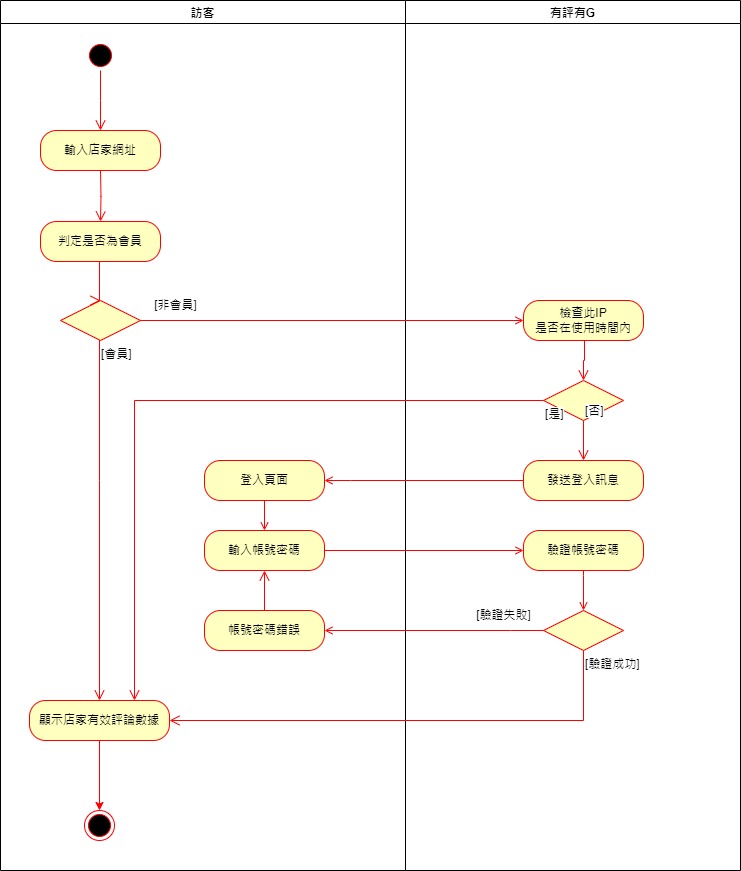 訪客
有評有G
輸入店家網址
判定是否為會員
[非會員]
[會員]
檢查此IP
是否在使用時間內
[是]
[否]
登入頁面
發送登入訊息
輸入帳號密碼
驗證帳號密碼
帳號密碼錯誤
[驗證失敗]
[驗證成功]
顯示店家有效評論數據